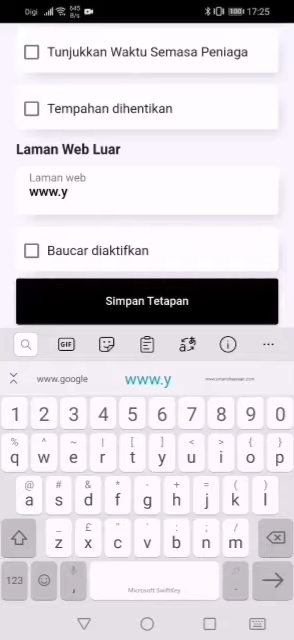 Digi 645 B/s 100 17:25
Tunjukkan Waktu Semasa Peniaga
Tempahan dihentikan
Laman Web Luar
Laman web
www.y
Baucar diaktifkan
Simpan Tetapan
GIF
www.google www.y
1 2 3 4 5 6 7 8 9 0
% ^ ~ | [ ] < > { }
q w e r t y u i o p
@ # & * - + = ( )
a s d f g h j k l
_ £ " ' : ; /
z x c v b n m
123 , Microsoft SwiftKey .